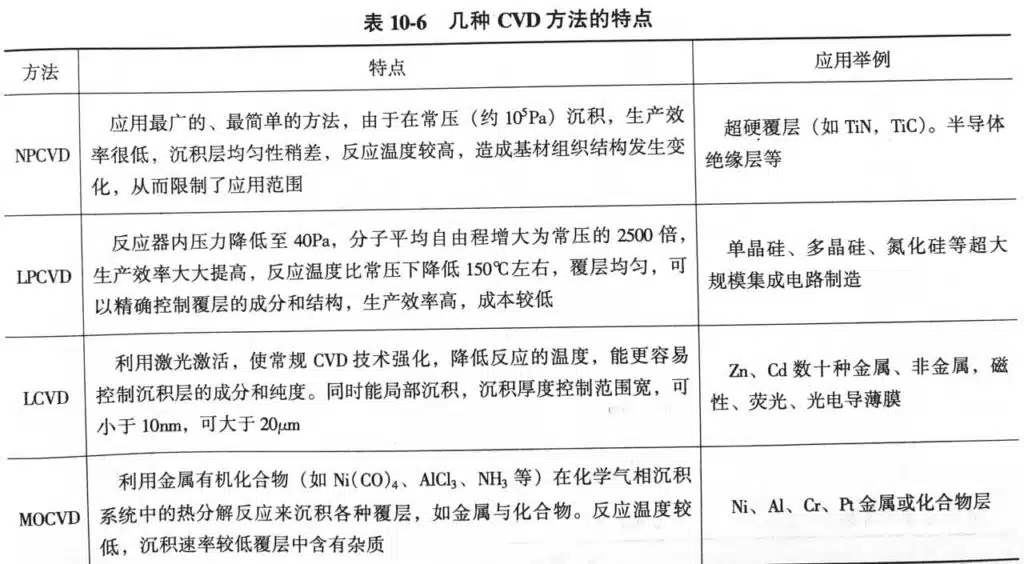 表 10-6 几种 CVD 方法的特点
方法 特点 应用举例
NPCVD
应用最广的、最简单的方法，由于在常压（约 10⁵Pa）沉积，生产效
率很低，沉积层均匀性稍差，反应温度较高，造成基材组织结构发生变
化，从而限制了应用范围
超硬覆层（如 TiN，TiC）。半导体
绝缘层等
LPCVD
反应器内压力降低至 40Pa，分子平均自由程增大为常压的 2500 倍，
生产效率大大提高，反应温度比常压下降低 150℃左右，覆层均匀，可
以精确控制覆层的成分和结构，生产效率高，成本较低
单晶硅、多晶硅、氮化硅等超大
规模集成电路制造
LCVD
利用激光激活，使常规 CVD 技术强化，降低反应的温度，能更容易
控制沉积层的成分和纯度。同时能局部沉积，沉积厚度控制范围宽，可
小于 10nm，可大于 20μm
Zn、Cd 数十种金属、非金属，磁
性、荧光、光电导薄膜
MOCVD
利用金属有机化合物（如 Ni(CO)₄、AlCl₃、NH₃ 等）在化学气相沉积
系统中的热分解反应来沉积各种覆层，如金属与化合物。反应温度较
低，沉积速率较低覆层中含有杂质
Ni、Al、Cr、Pt 金属或化合物层